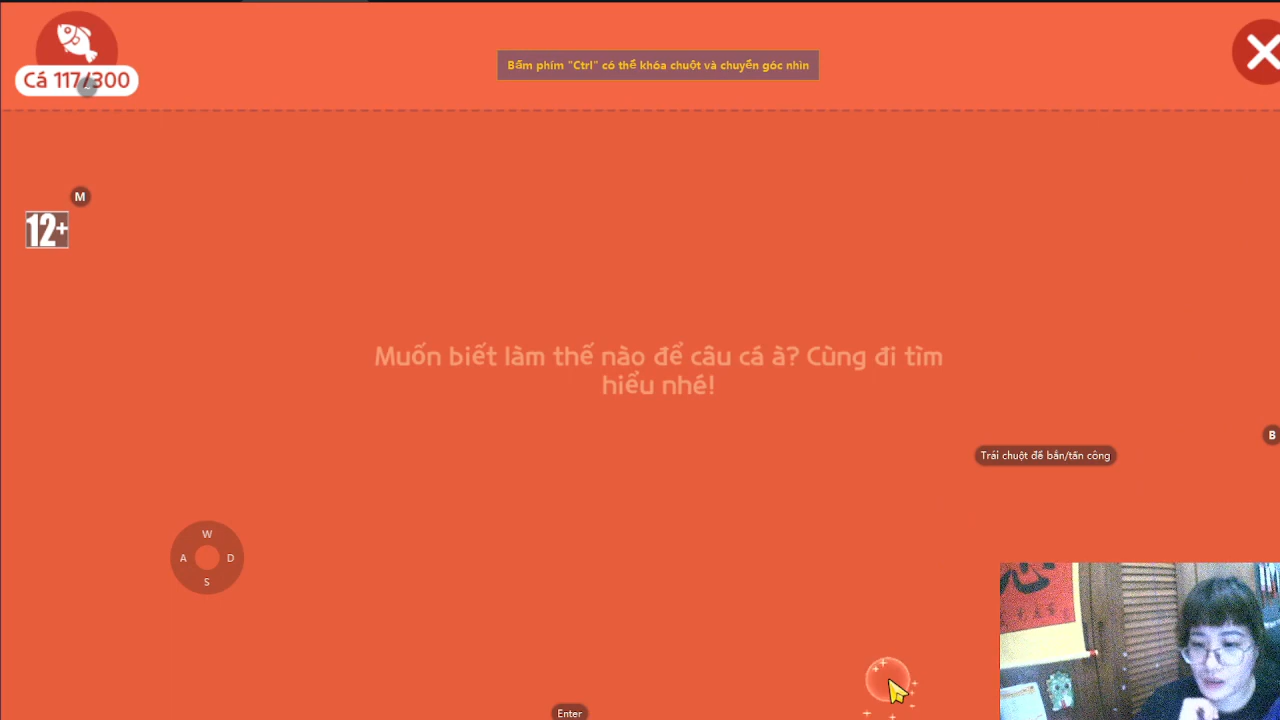 Cá 117/300
Bấm phím "Ctrl" có thể khóa chuột và chuyển góc nhìn
M
12+
Muốn biết làm thế nào để câu cá à? Cùng đi tìm
hiểu nhé!
B
Trái chuột để bắn/tấn công
W
A D
S
Enter